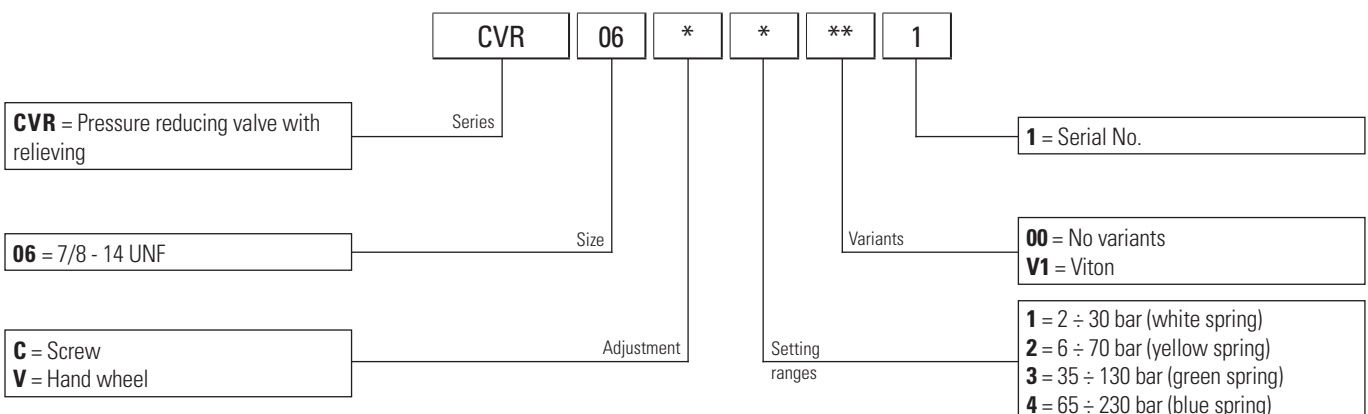 CVR 06 * * ** 1
CVR = Pressure reducing valve with
relieving
Series
1 = Serial No.
06 = 7/8 - 14 UNF
Size
Variants
00 = No variants
V1 = Viton
C = Screw
V = Hand wheel
Adjustment
Setting
ranges
1 = 2 ÷ 30 bar (white spring)
2 = 6 ÷ 70 bar (yellow spring)
3 = 35 ÷ 130 bar (green spring)
4 = 65 ÷ 230 bar (blue spring)